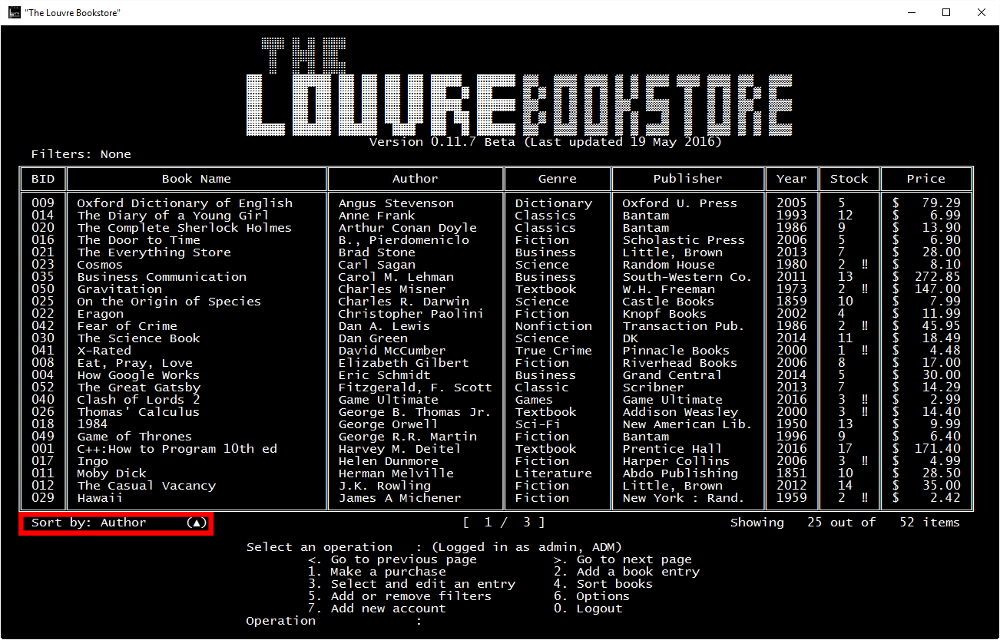 "The Louvre Bookstore"
THE
LOUVRE BOOKSTORE
Version 0.11.7 Beta (Last updated 19 May 2016)
Filters: None
BID Book Name Author Genre Publisher Year Stock Price
009 Oxford Dictionary of English Angus Stevenson Dictionary Oxford U. Press 2005 5 $ 79.29
014 The Diary of a Young Girl Anne Frank Classics Bantam 1993 12 $ 6.99
020 The Complete Sherlock Holmes Arthur Conan Doyle Classics Bantam 1986 9 $ 13.90
016 The Door to Time B., Pierdomeniclo Fiction Scholastic Press 2006 5 $ 6.90
021 The Everything Store Brad Stone Business Little, Brown 2013 7 $ 28.00
023 Cosmos Carl Sagan Science Random House 1980 2 ‼ $ 8.10
035 Business Communication Carol M. Lehman Business South-Western Co. 2011 13 $ 272.85
050 Gravitation Charles Misner Textbook W.H. Freeman 1973 2 ‼ $ 147.00
025 On the Origin of Species Charles R. Darwin Science Castle Books 1859 10 $ 7.99
022 Eragon Christopher Paolini Fiction Knopf Books 2002 4 $ 11.99
042 Fear of Crime Dan A. Lewis Nonfiction Transaction Pub. 1986 2 ‼ $ 45.95
030 The Science Book Dan Green Science DK 2014 11 $ 18.49
041 X-Rated David McCumber True Crime Pinnacle Books 2000 1 ‼ $ 4.48
008 Eat, Pray, Love Elizabeth Gilbert Fiction Riverhead Books 2006 8 $ 17.00
004 How Google Works Eric Schmidt Business Grand Central 2014 5 $ 30.00
052 The Great Gatsby Fitzgerald, F. Scott Classic Scribner 2013 7 $ 14.29
040 Clash of Lords 2 Game Ultimate Games Game Ultimate 2016 3 ‼ $ 2.99
026 Thomas' Calculus George B. Thomas Jr. Textbook Addison Weasley 2000 3 ‼ $ 14.40
018 1984 George Orwell Sci-Fi New American Lib. 1950 13 $ 9.99
049 Game of Thrones George R.R. Martin Fiction Bantam 1996 9 $ 6.40
001 C++:How to Program 10th ed Harvey M. Deitel Textbook Prentice Hall 2016 17 $ 171.40
017 Ingo Helen Dunmore Fiction Harper Collins 2006 3 ‼ $ 4.99
011 Moby Dick Herman Melville Literature Abdo Publishing 1851 10 $ 28.50
012 The Casual Vacancy J.K. Rowling Fiction Little, Brown 2012 14 $ 35.00
029 Hawaii James A Michener Fiction New York : Rand. 1959 2 ‼ $ 2.42
Sort by: Author (▲) [ 1 / 3 ] Showing 25 out of 52 items
Select an operation : (Logged in as admin, ADM)
<. Go to previous page >. Go to next page
1. Make a purchase 2. Add a book entry
3. Select and edit an entry 4. Sort books
5. Add or remove filters 6. Options
7. Add new account 0. Logout
Operation :